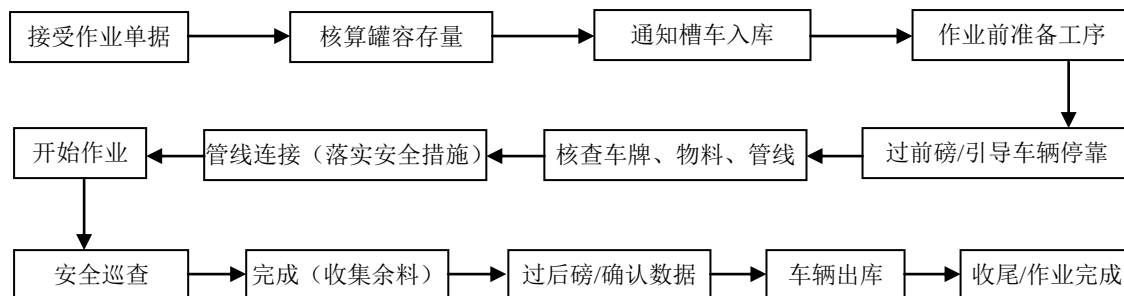 接受作业单据
核算罐容存量
通知槽车入库
作业前准备工序
过前磅/引导车辆停靠
核查车牌、物料、管线
管线连接（落实安全措施）
开始作业
安全巡查
完成（收集余料）
过后磅/确认数据
车辆出库
收尾/作业完成